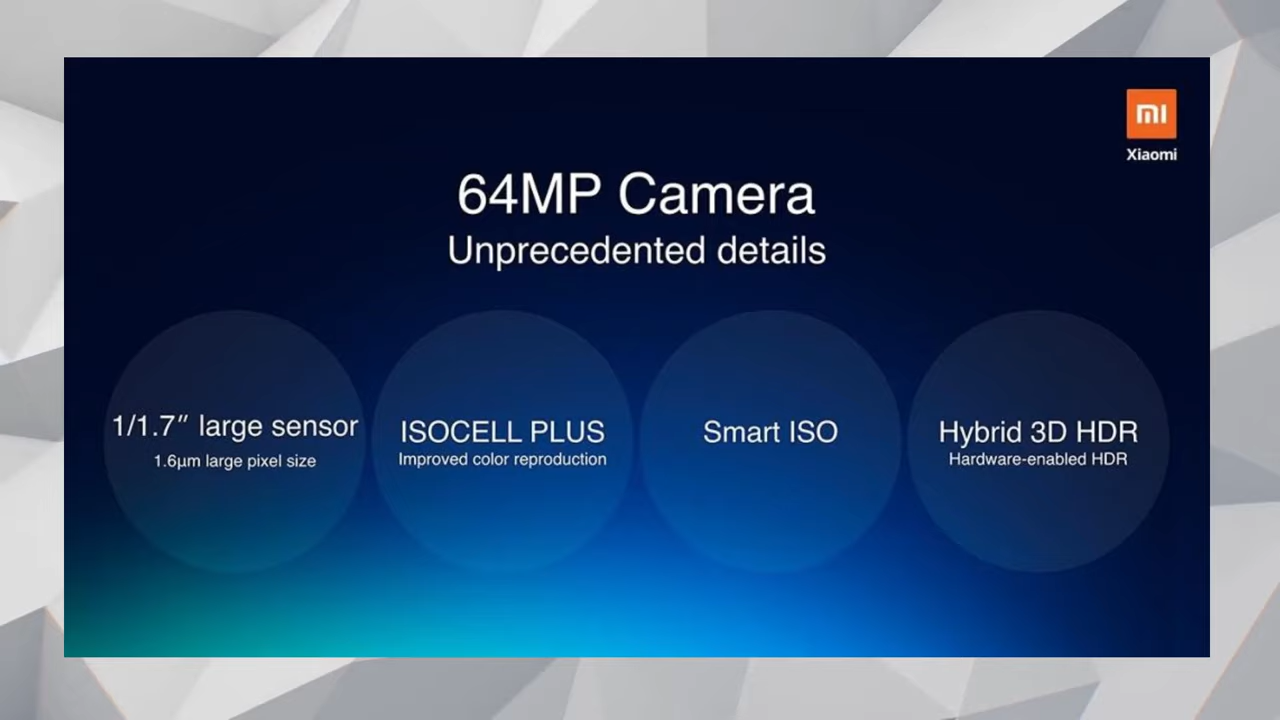 mi
Xiaomi
64MP Camera
Unprecedented details
1/1.7″ large sensor
1.6μm large pixel size
ISOCELL PLUS
Improved color reproduction
Smart ISO
Hybrid 3D HDR
Hardware-enabled HDR